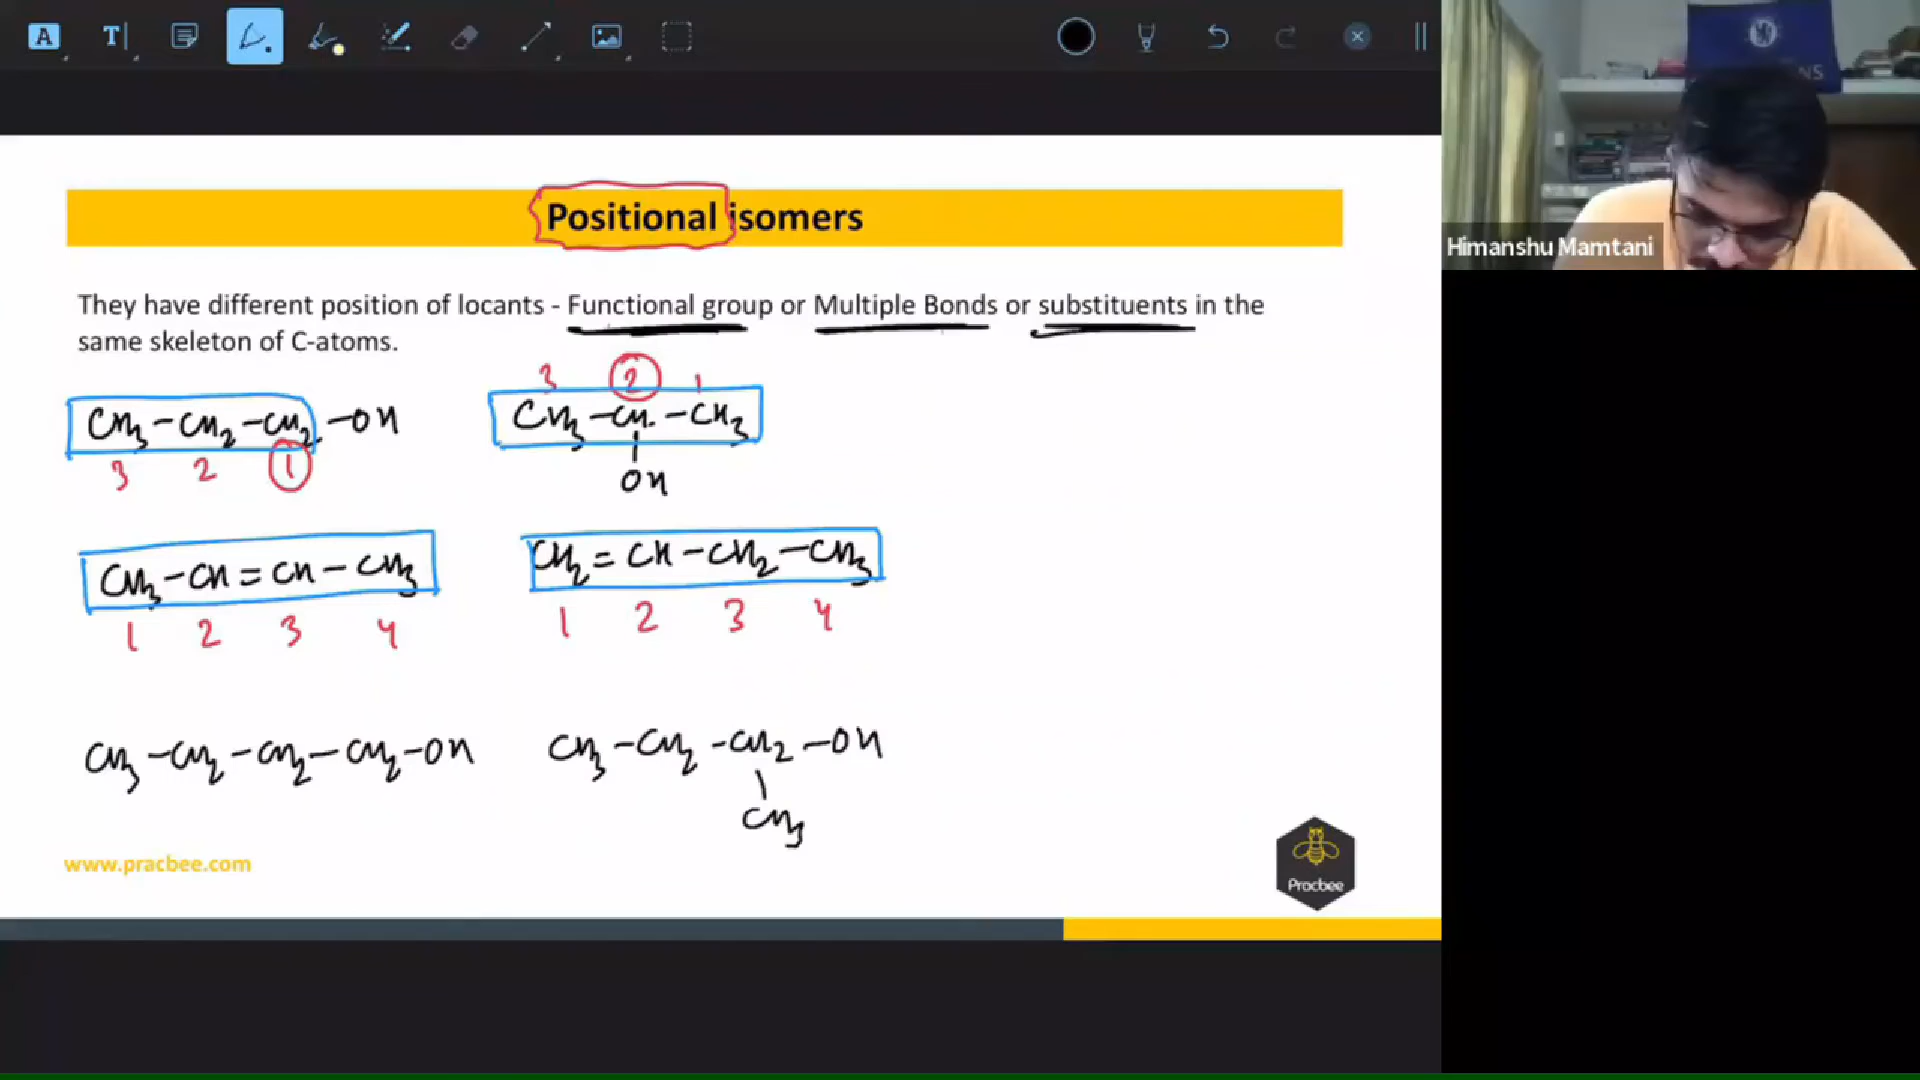 A T
NS
Himanshu Mamtani
Positional isomers
They have different position of locants - Functional group or Multiple Bonds or substituents in the
same skeleton of C-atoms.
3 2 1
CH3-CH2-CH2-OH CH3-CH-CH3
3 2 1 OH
CH3-CH=CH-CH3 CH2=CH-CH2-CH3
1 2 3 4 1 2 3 4
CH3-CH2-CH2-CH2-OH CH3-CH2-CH2-OH
CH3
www.pracbee.com
Pracbee